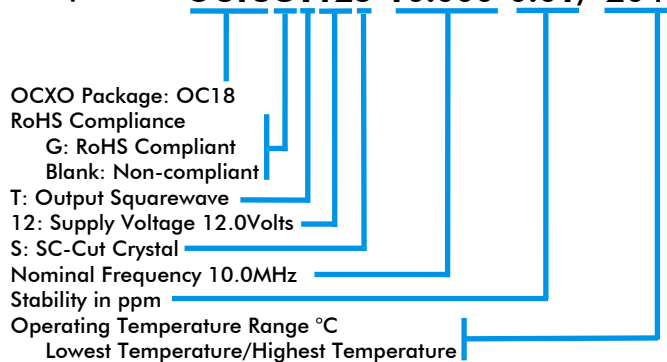 OCXO Package: OC18
RoHS Compliance
G: RoHS Compliant
Blank: Non-compliant
T: Output Squarewave
12: Supply Voltage 12.0Volts
S: SC-Cut Crystal
Nominal Frequency 10.0MHz
Stability in ppm
Operating Temperature Range °C
Lowest Temperature/Highest Temperature